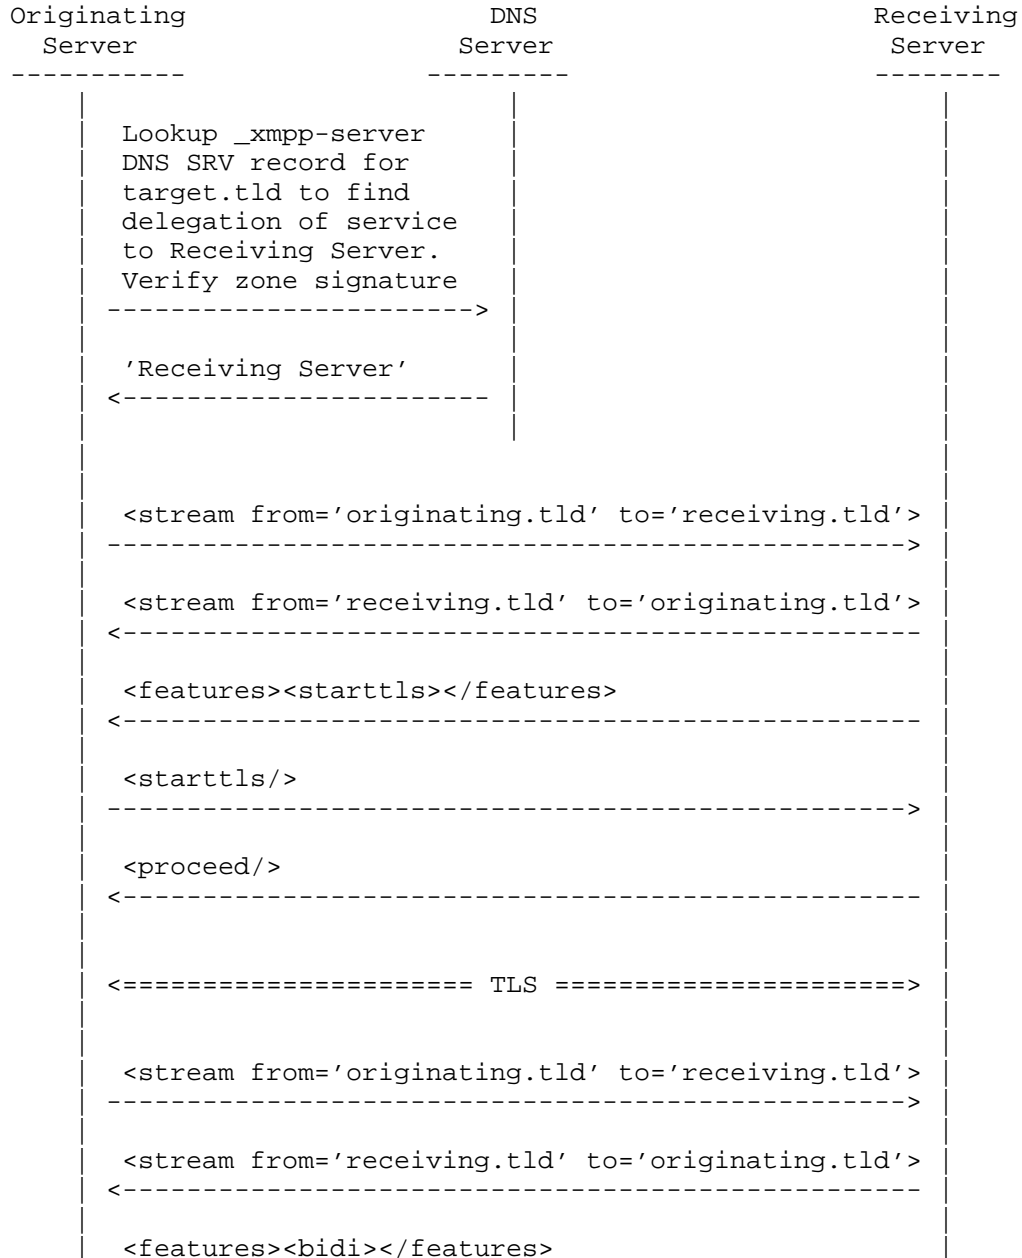 Originating DNS Receiving
Server Server Server
----------- --------- --------
Lookup _xmpp-server
DNS SRV record for
target.tld to find
delegation of service
to Receiving Server.
Verify zone signature
----------------------->
'Receiving Server'
<-----------------------
<stream from='originating.tld' to='receiving.tld'>
-------------------------------------------------->
<stream from='receiving.tld' to='originating.tld'>
<--------------------------------------------------
<features><starttls></features>
<--------------------------------------------------
<starttls/>
-------------------------------------------------->
<proceed/>
<--------------------------------------------------
<====================== TLS ======================>
<stream from='originating.tld' to='receiving.tld'>
-------------------------------------------------->
<stream from='receiving.tld' to='originating.tld'>
<--------------------------------------------------
<features><bidi></features>